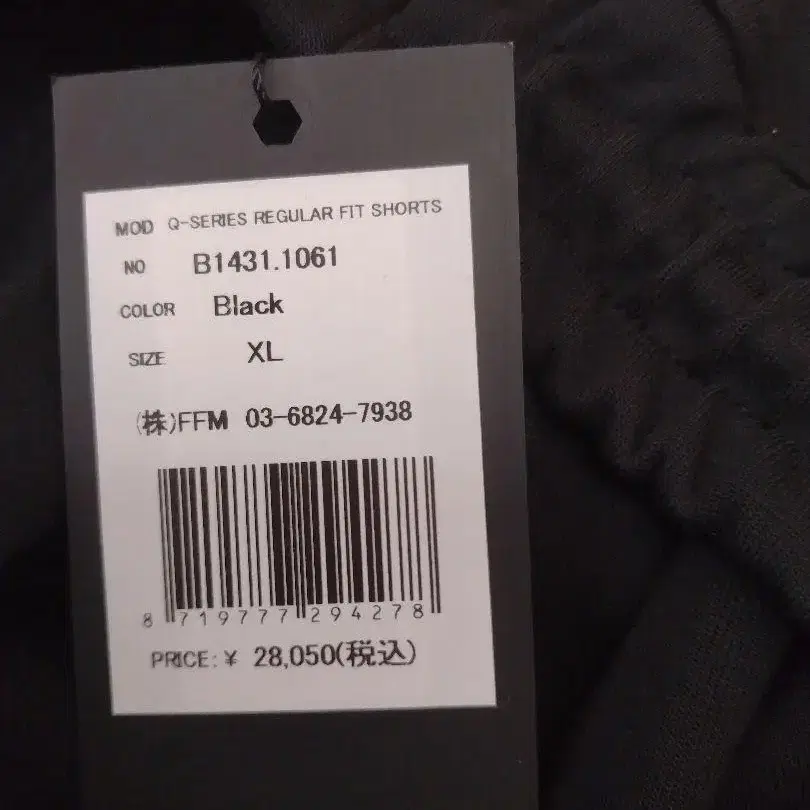 MOD Q-SERIES REGULAR FIT SHORTS
NO B1431.1061
COLOR Black
SIZE XL
(株)FFM 03-6824-7938
8 719777 294278
PRICE:¥ 28,050(税込)